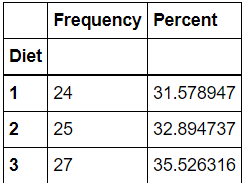 Frequency Percent
Diet
1 24 31.578947
2 25 32.894737
3 27 35.526316